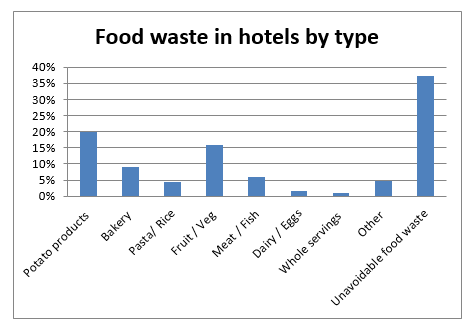 Food waste in hotels by type
40%
35%
30%
25%
20%
15%
10%
5%
0%
Potato products
Bakery
Pasta/ Rice
Fruit / Veg
Meat / Fish
Dairy / Eggs
Whole servings
Other
Unavoidable food waste